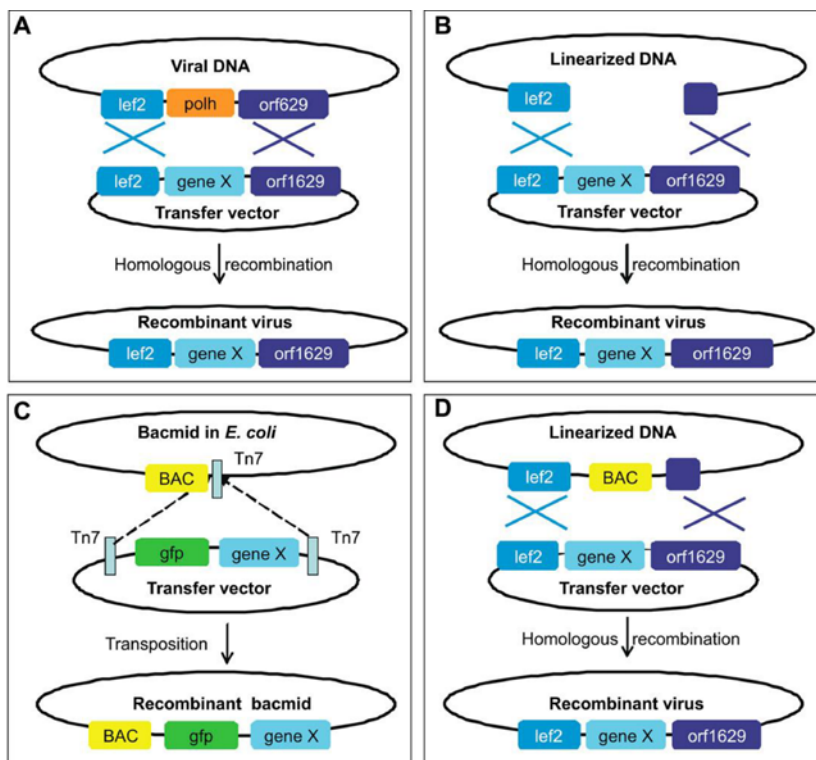 A
Viral DNA
lef2 polh orf629
lef2 gene X orf1629
Transfer vector
Homologous recombination
Recombinant virus
lef2 gene X orf1629
B
Linearized DNA
lef2
lef2 gene X orf1629
Transfer vector
Homologous recombination
Recombinant virus
lef2 gene X orf1629
C
Bacmid in E. coli
Tn7
BAC
Tn7 Tn7
gfp gene X
Transfer vector
Transposition
Recombinant bacmid
BAC gfp gene X
D
Linearized DNA
lef2 BAC
lef2 gene X orf1629
Transfer vector
Homologous recombination
Recombinant virus
lef2 gene X orf1629